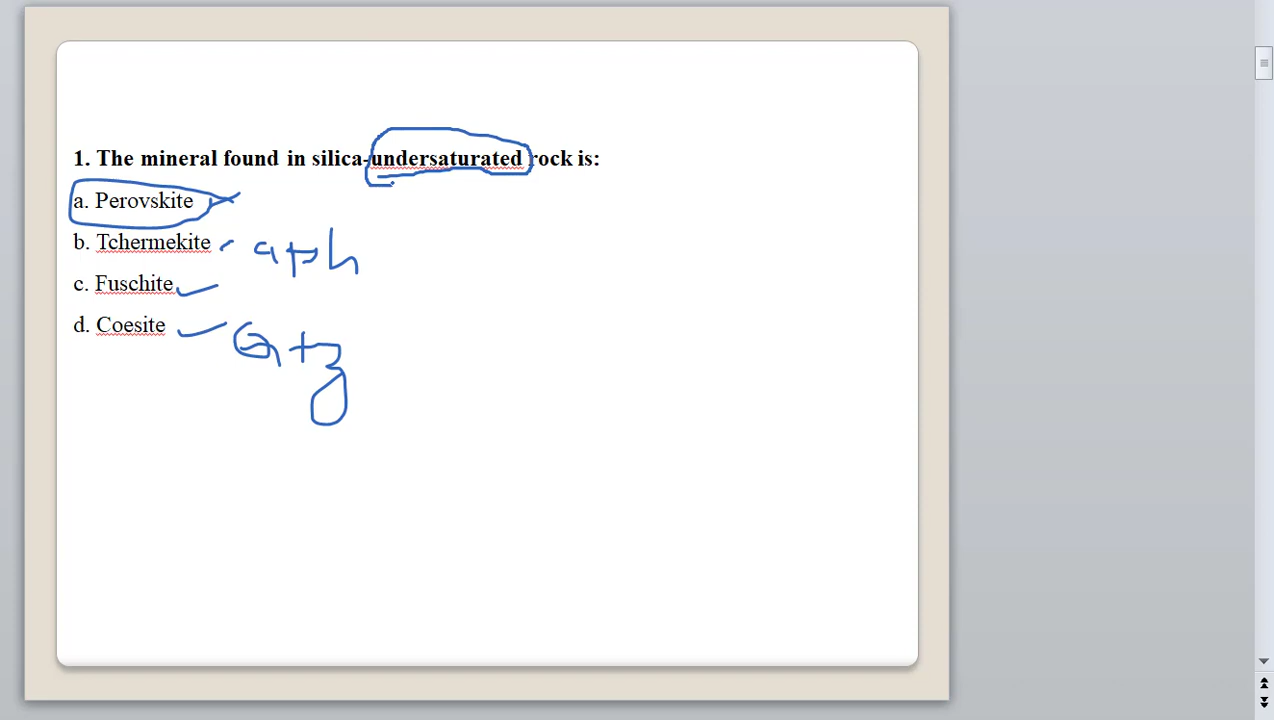 1. The mineral found in silica-undersaturated rock is:
a. Perovskite
b. Tchermekite
c. Fuschite
d. Coesite